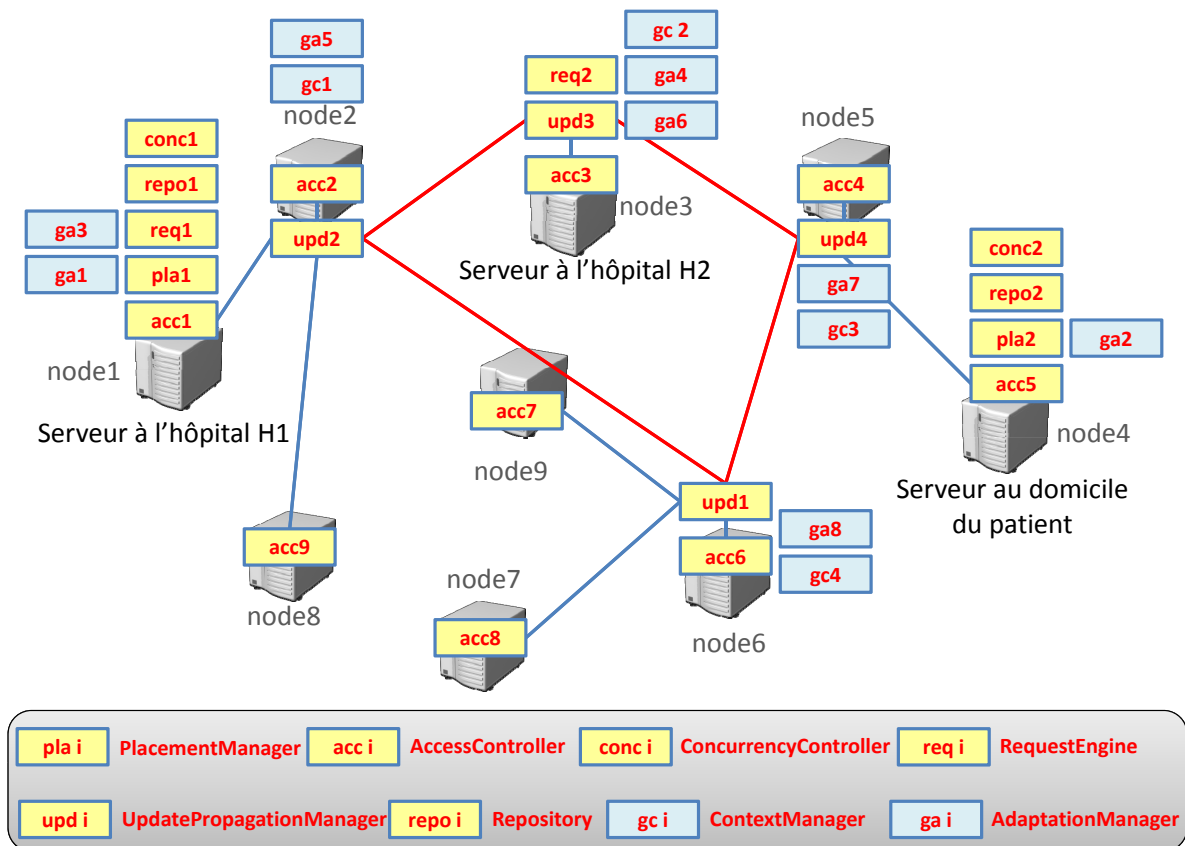 ga5
gc1
node2
acc2
upd2
conc1
repo1
ga3
req1
ga1
pla1
acc1
node1
Serveur à l'hôpital H1
gc 2
req2
ga4
upd3
ga6
acc3
node3
Serveur à l'hôpital H2
node5
acc4
upd4
ga7
gc3
conc2
repo2
pla2
ga2
acc5
node4
Serveur au domicile
du patient
acc7
node9
upd1
ga8
acc6
gc4
node6
acc9
node8
node7
acc8
pla i PlacementManager acc i AccessController conc i ConcurrencyController req i RequestEngine
upd i UpdatePropagationManager repo i Repository gc i ContextManager ga i AdaptationManager